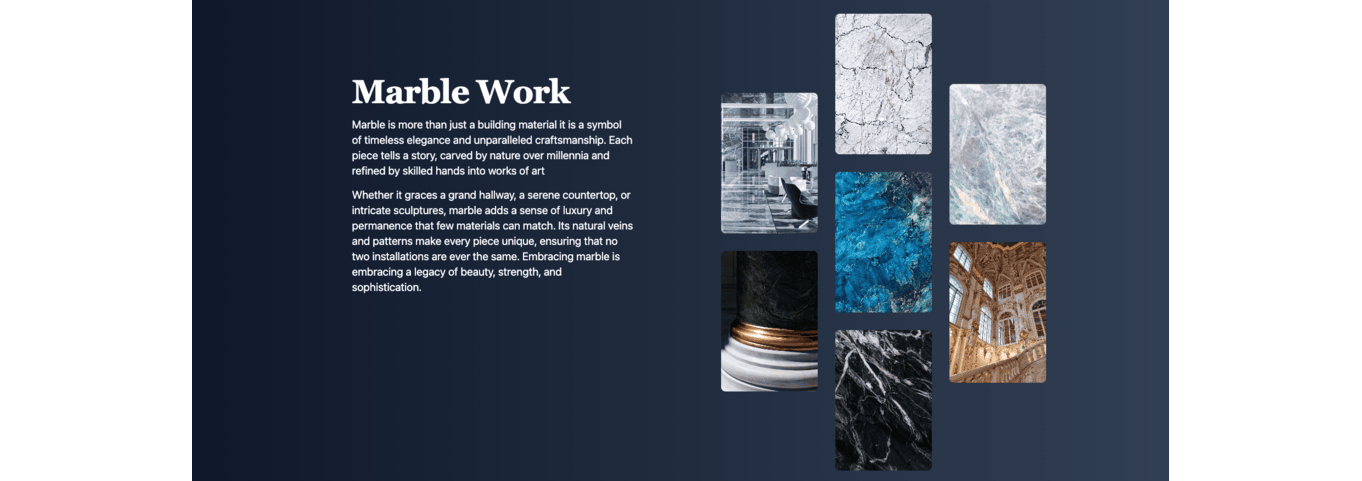 Marble Work
Marble is more than just a building material it is a symbol
of timeless elegance and unparalleled craftsmanship. Each
piece tells a story, carved by nature over millennia and
refined by skilled hands into works of art
Whether it graces a grand hallway, a serene countertop, or
intricate sculptures, marble adds a sense of luxury and
permanence that few materials can match. Its natural veins
and patterns make every piece unique, ensuring that no
two installations are ever the same. Embracing marble is
embracing a legacy of beauty, strength, and
sophistication.